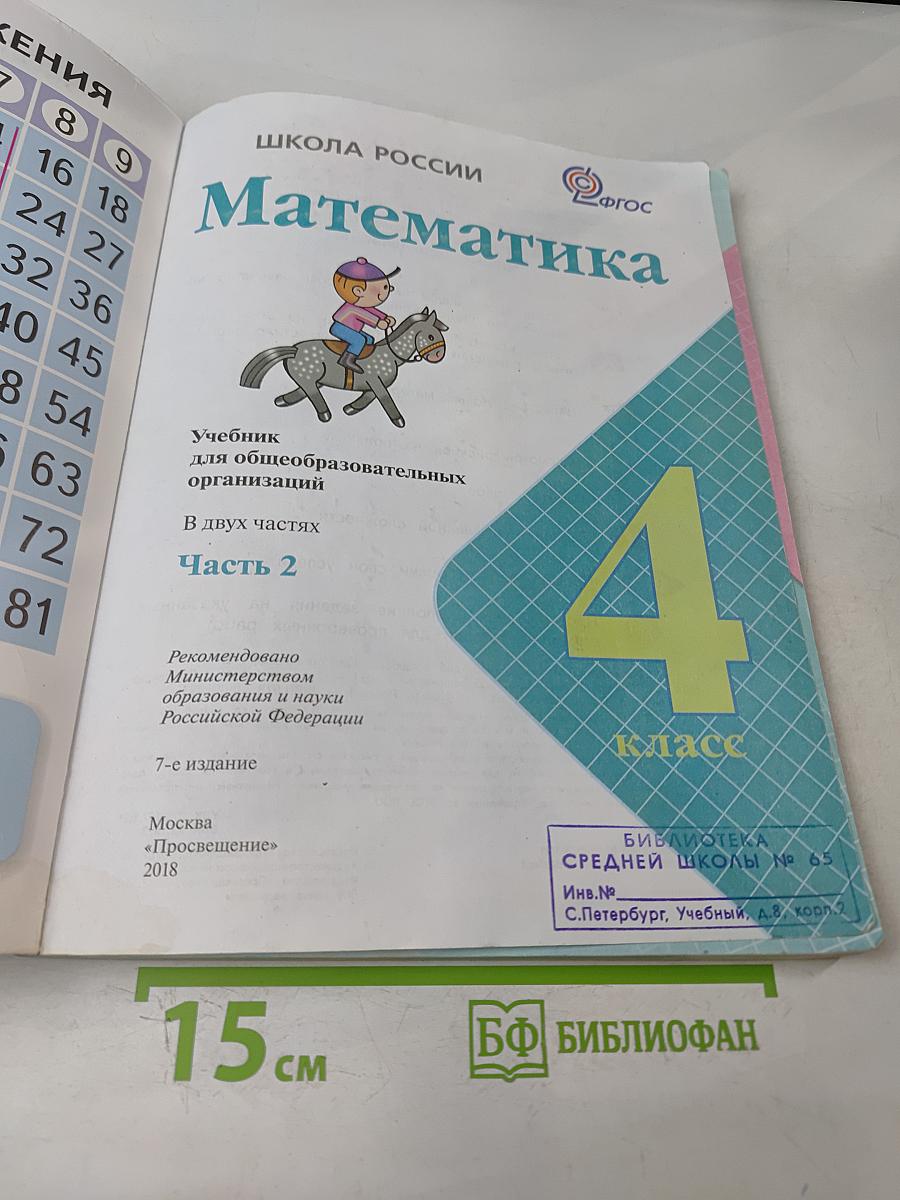 ЖЕНИЯ
7 8 9
16 18
24 27
32 36
40 45
8 54
6 63
72
81
ШКОЛА РОССИИ
ФГОС
Математика
Учебник
для общеобразовательных
организаций
В двух частях
Часть 2
4
класс
Рекомендовано
Министерством
образования и науки
Российской Федерации
7-е издание
Москва
«Просвещение»
2018
БИБЛИОТЕКА
СРЕДНЕЙ ШКОЛЫ № 65
Инв.№
С.Петербург, Учебный, д.8, корп.2
15 см
БФ БИБЛИОФАН